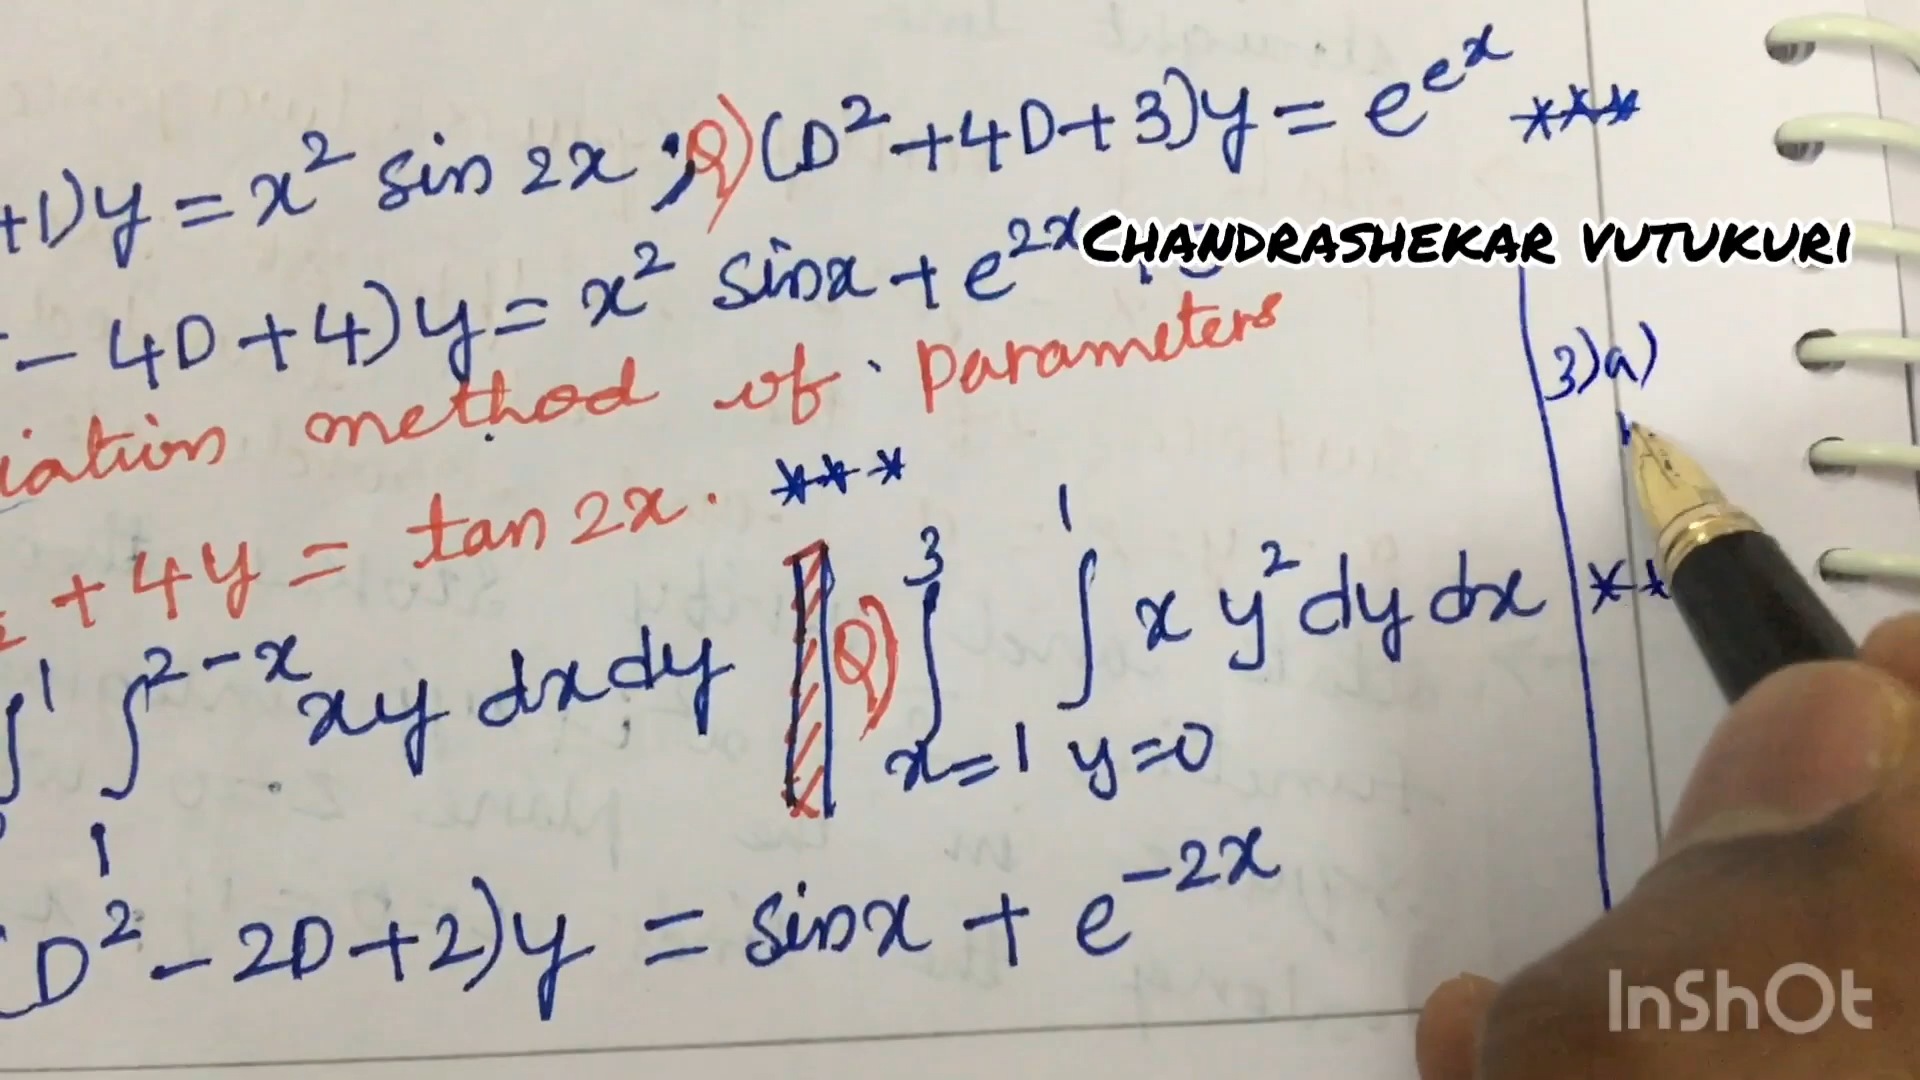 +1)y = x² sin 2x ; Q) (D² + 4D + 3)y = e^{e^x} ***
CHANDRASHEKAR VUTUKURI
- 4D + 4)y = x² sinx + e^{2x}
iation method of parameters
3)a)
+ 4y = tan 2x. ***
∫^1 ∫_1^{2-x} xy dx dy Q) ∫_{x=1}^3 ∫_{y=0}^1 x y² dy dx **
(D² - 2D + 2)y = sinx + e^{-2x}
InShOt